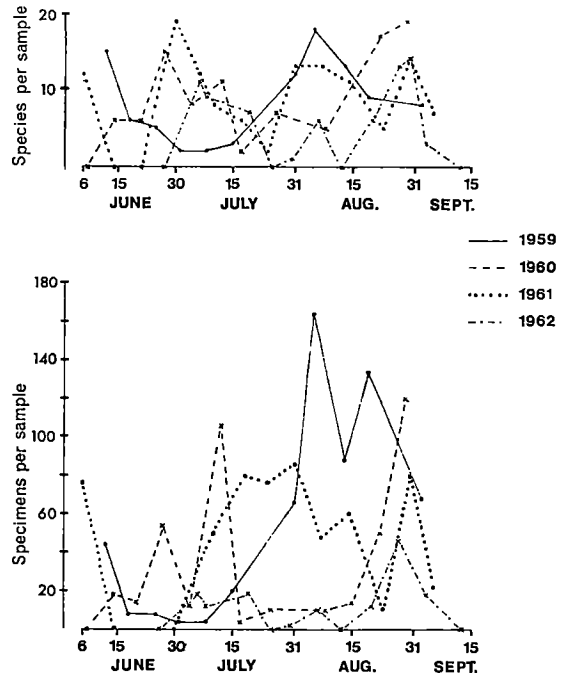 Species per sample
20
10
6 15 30 15 31 15 31 15
JUNE JULY AUG. SEPT.
1959
1960
1961
1962
Specimens per sample
180
140
100
60
20
6 15 30 15 31 15 31 15
JUNE JULY AUG. SEPT.